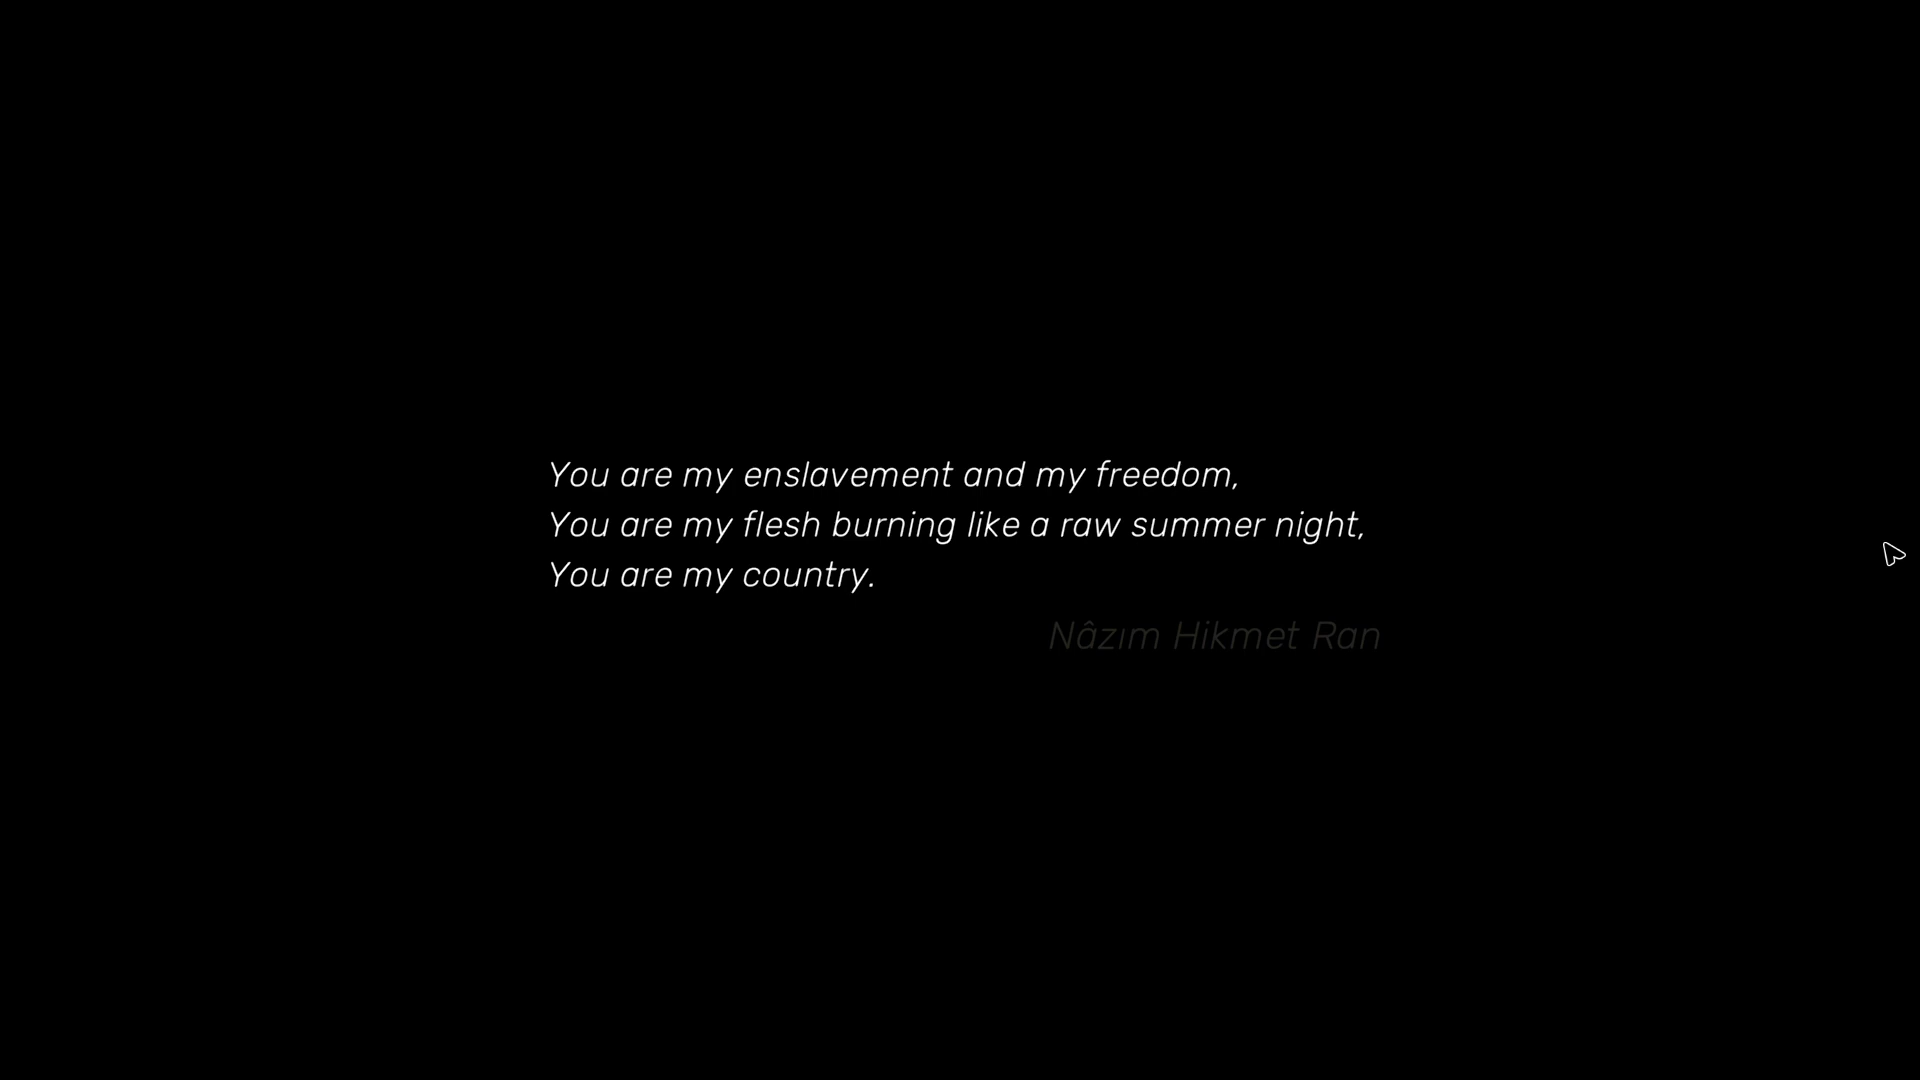 You are my enslavement and my freedom,
You are my flesh burning like a raw summer night,
You are my country.
Nâzım Hikmet Ran